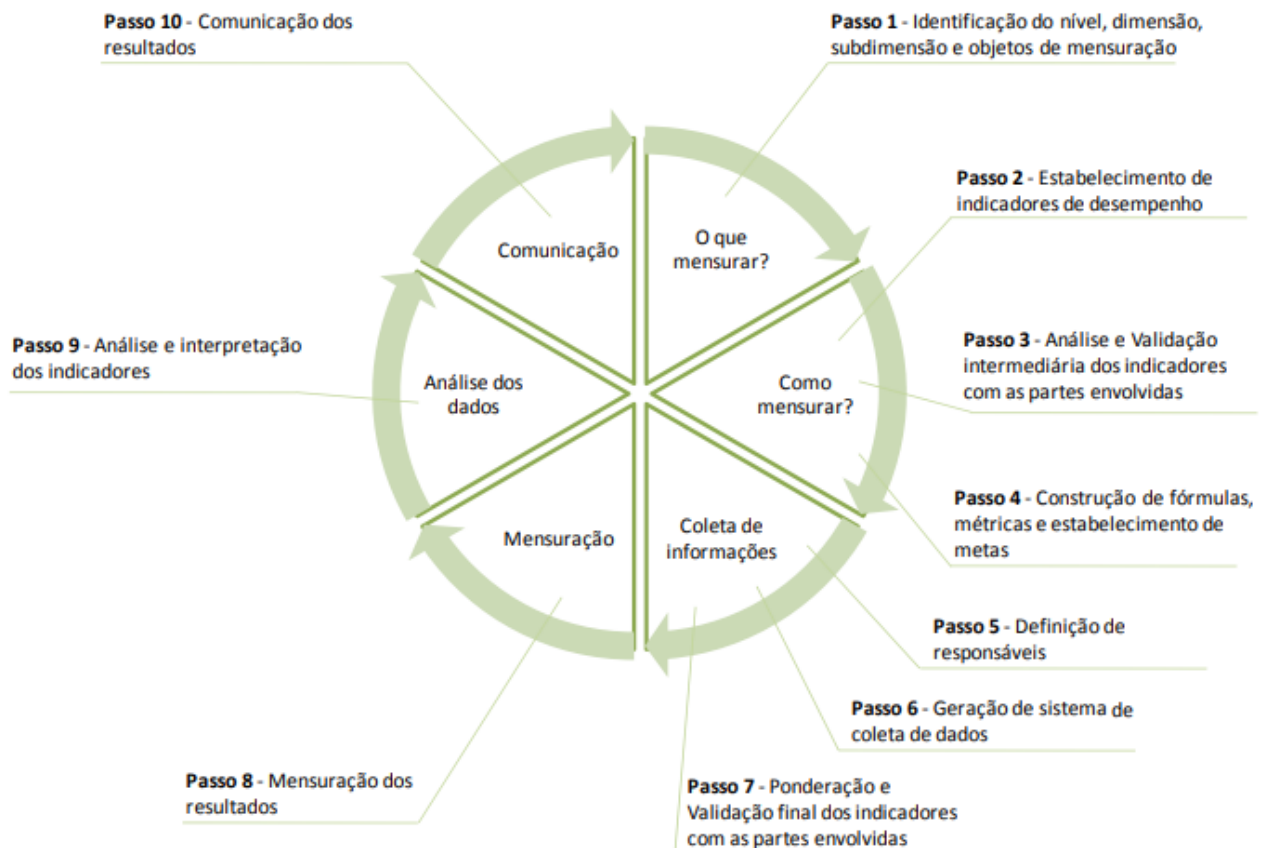 Passo 10 - Comunicação dos
resultados
Passo 1 - Identificação do nível, dimensão,
subdimensão e objetos de mensuração
Passo 2 - Estabelecimento de
indicadores de desempenho
Comunicação
O que
mensurar?
Passo 9 - Análise e interpretação
dos indicadores
Passo 3 - Análise e Validação
intermediária dos indicadores
com as partes envolvidas
Análise dos
dados
Como
mensurar?
Passo 4 - Construção de fórmulas,
métricas e estabelecimento de
metas
Mensuração
Coleta de
informações
Passo 5 - Definição de
responsáveis
Passo 6 - Geração de sistema de
coleta de dados
Passo 8 - Mensuração dos
resultados
Passo 7 - Ponderação e
Validação final dos indicadores
com as partes envolvidas